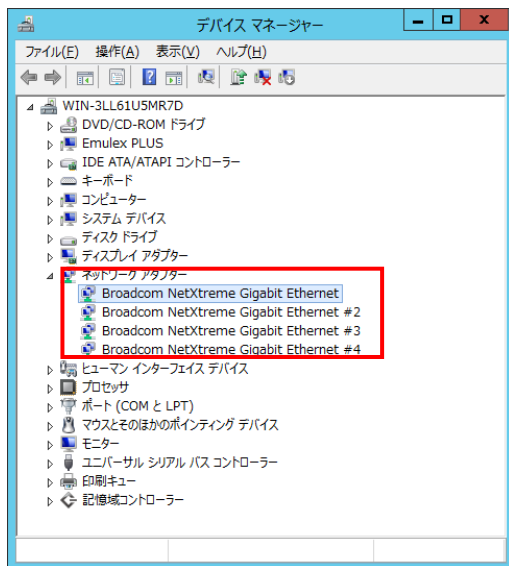 デバイス マネージャー
ファイル(F) 操作(A) 表示(V) ヘルプ(H)
WIN-3LL61U5MR7D
DVD/CD-ROM ドライブ
Emulex PLUS
IDE ATA/ATAPI コントローラー
キーボード
コンピューター
システム デバイス
ディスク ドライブ
ディスプレイ アダプター
ネットワーク アダプター
Broadcom NetXtreme Gigabit Ethernet
Broadcom NetXtreme Gigabit Ethernet #2
Broadcom NetXtreme Gigabit Ethernet #3
Broadcom NetXtreme Gigabit Ethernet #4
ヒューマン インターフェイス デバイス
プロセッサ
ポート (COM と LPT)
マウスとそのほかのポインティング デバイス
モニター
ユニバーサル シリアル バス コントローラー
印刷キュー
記憶域コントローラー